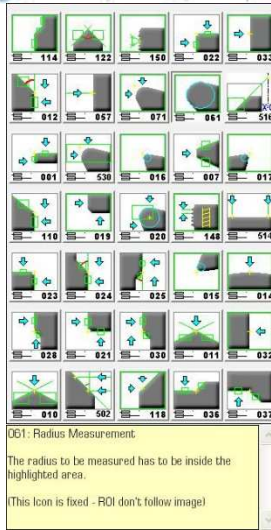 114 122 150 022 033
012 057 071 061 516
001 530 016 007 017
110 019 020 148 514
023 024 025 015 014
028 021 030 011 032
010 502 118 036 037
061: Radius Measurement
The radius to be measured has to be inside the
highlighted area.
(This Icon is fixed - ROI don't follow image)